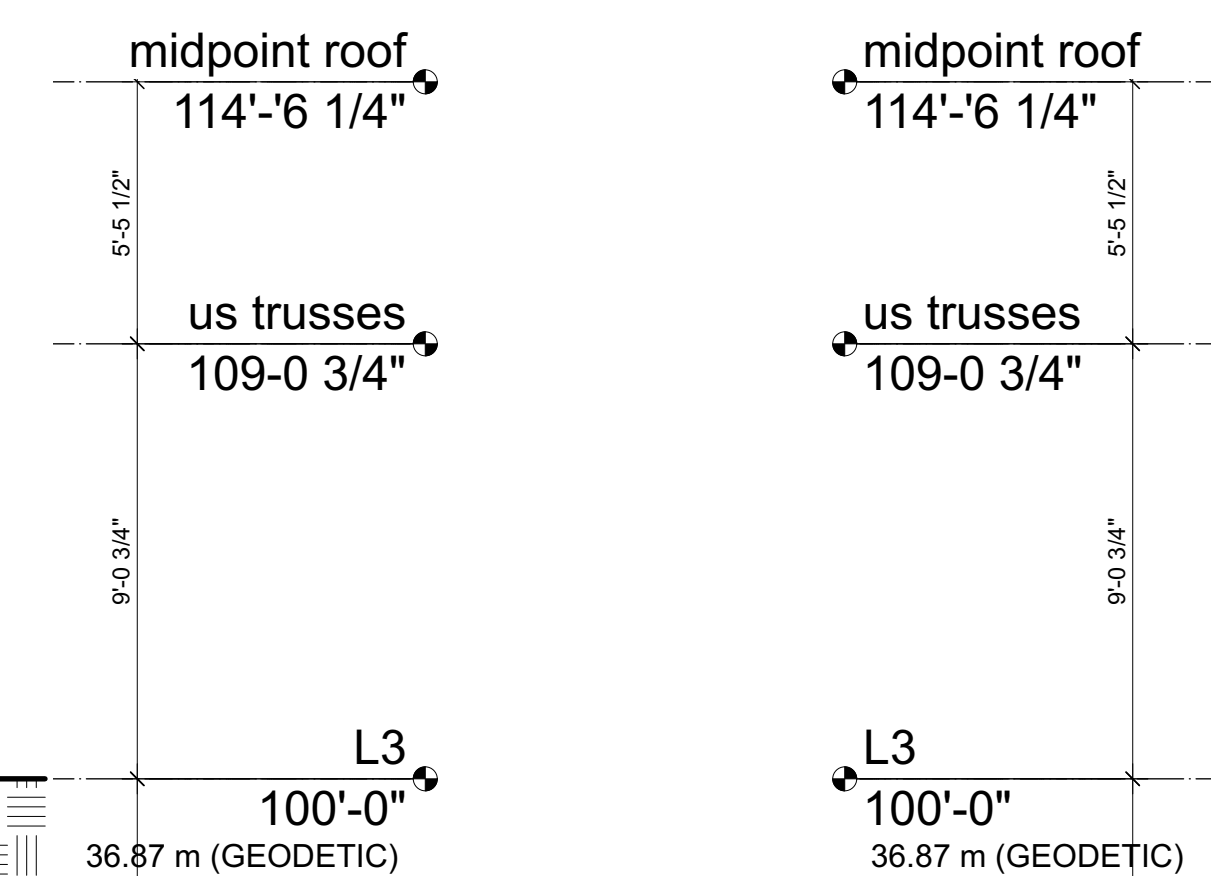 midpoint roof
114'-'6 1/4"
5'-5 1/2"
us trusses
109-0 3/4"
9'-0 3/4"
L3
100'-0"
36.87 m (GEODETIC)
midpoint roof
114'-'6 1/4"
5'-5 1/2"
us trusses
109-0 3/4"
9'-0 3/4"
L3
100'-0"
36.87 m (GEODETIC)